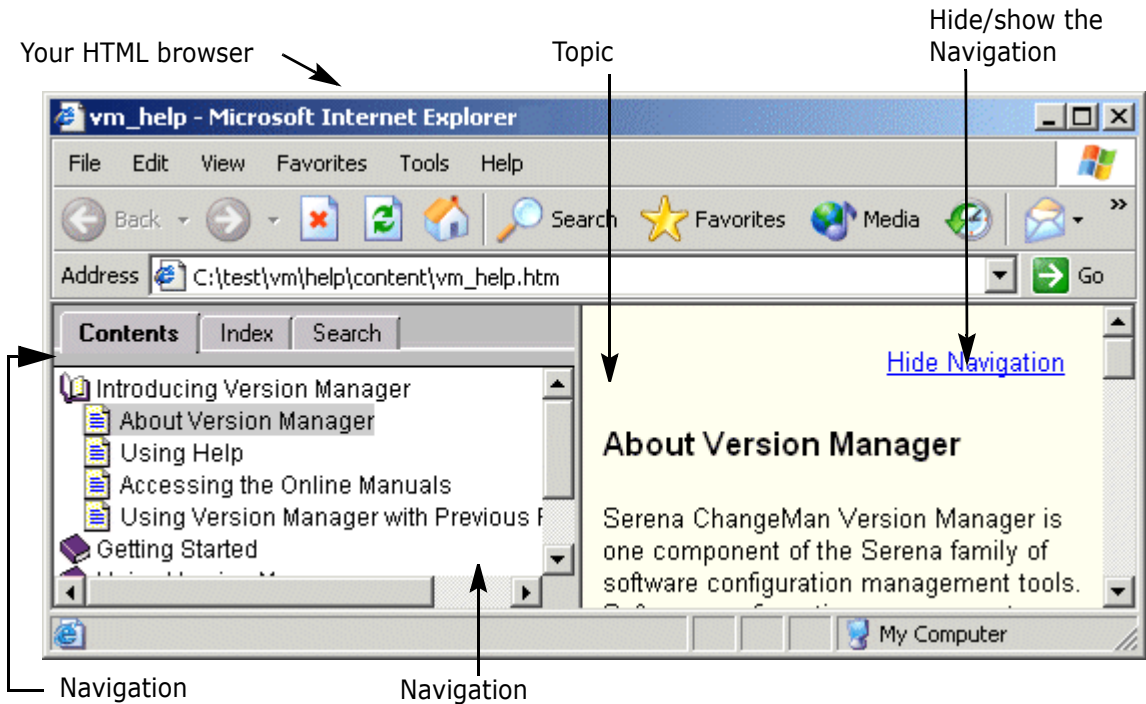 Hide/show the
Navigation
Your HTML browser
Topic
vm_help - Microsoft Internet Explorer
File Edit View Favorites Tools Help
Back Search Favorites Media »
Address C:\test\vm\help\content\vm_help.htm Go
Contents Index Search
Hide Navigation
Introducing Version Manager
About Version Manager
Using Help
Accessing the Online Manuals
Using Version Manager with Previous
Getting Started
About Version Manager
Serena ChangeMan Version Manager is
one component of the Serena family of
software configuration management tools.
My Computer
Navigation
Navigation